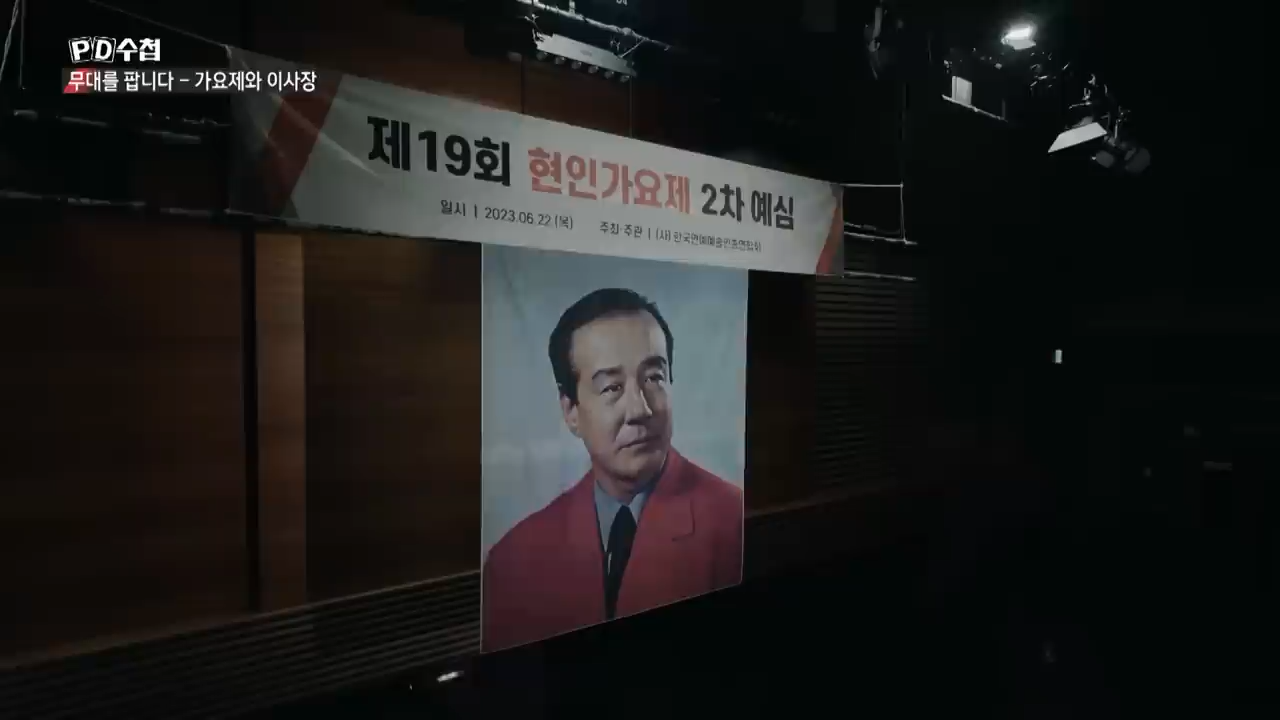 PD수첩
무대를 팝니다 - 가요제와 이사장
제19회 현인가요제 2차 예심
일시 | 2023.06.22 (목) 주최·주관 | (사) 한국연예예술인총연합회